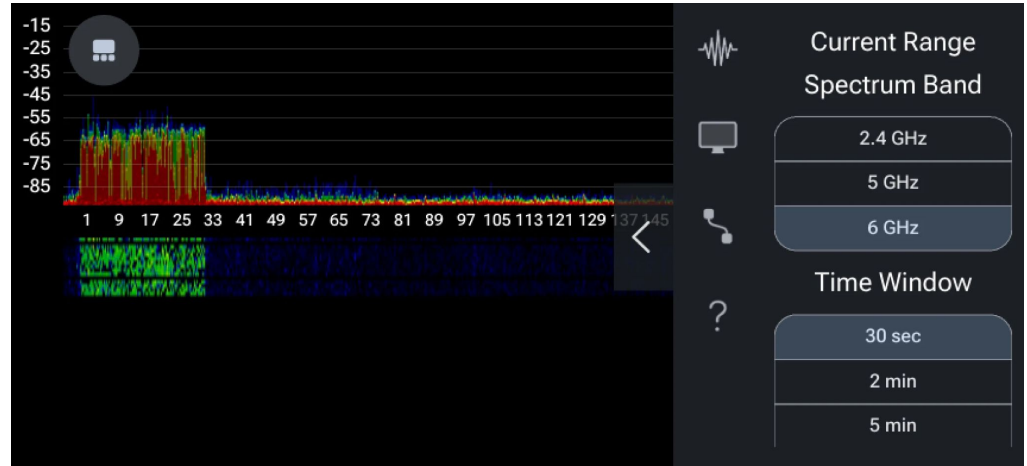 -15
-25
-35
-45
-55
-65
-75
-85
1 9 17 25 33 41 49 57 65 73 81 89 97 105 113 121 129 137 145
Current Range
Spectrum Band
2.4 GHz
5 GHz
6 GHz
Time Window
30 sec
2 min
5 min
?